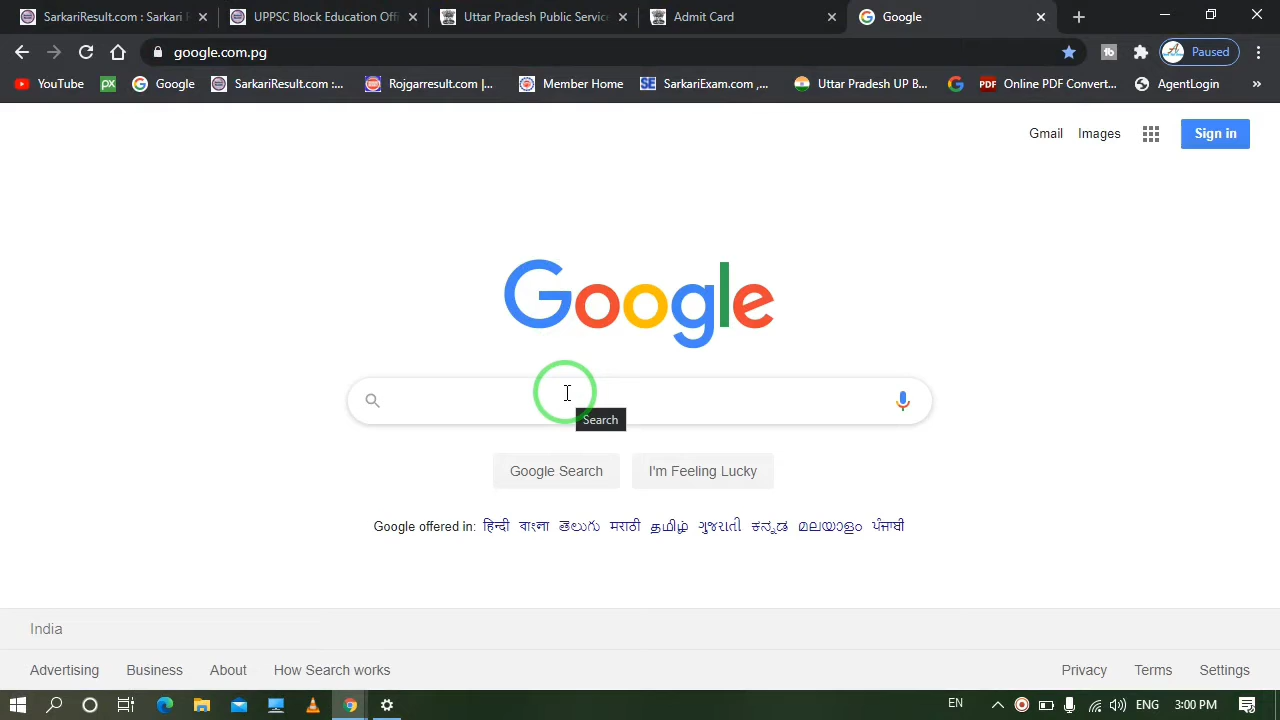 SarkariResult.com : Sarkari R
UPPSC Block Education Offi
Uttar Pradesh Public Service
Admit Card
Google
google.com.pg
Paused
YouTube
Google
SarkariResult.com :...
Rojgarresult.com |...
Member Home
SarkariExam.com ,...
Uttar Pradesh UP B...
PDF
Online PDF Convert...
AgentLogin
»
Gmail
Images
Sign in
Google
Search
Google Search
I'm Feeling Lucky
Google offered in: हिन्दी বাংলা తెలుగు मराठी தமிழ் ગુજરાતી ಕನ್ನಡ മലയാളം ਪੰਜਾਬੀ
India
Advertising
Business
About
How Search works
Privacy
Terms
Settings
EN
ENG
3:00 PM